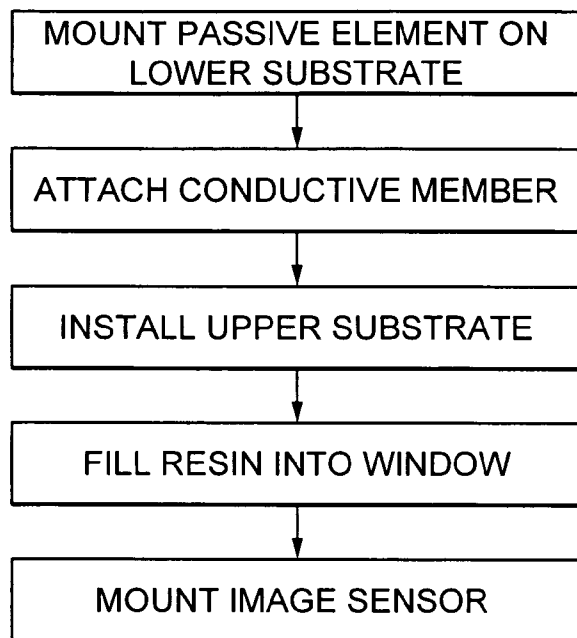 MOUNT PASSIVE ELEMENT ON
LOWER SUBSTRATE
ATTACH CONDUCTIVE MEMBER
INSTALL UPPER SUBSTRATE
FILL RESIN INTO WINDOW
MOUNT IMAGE SENSOR